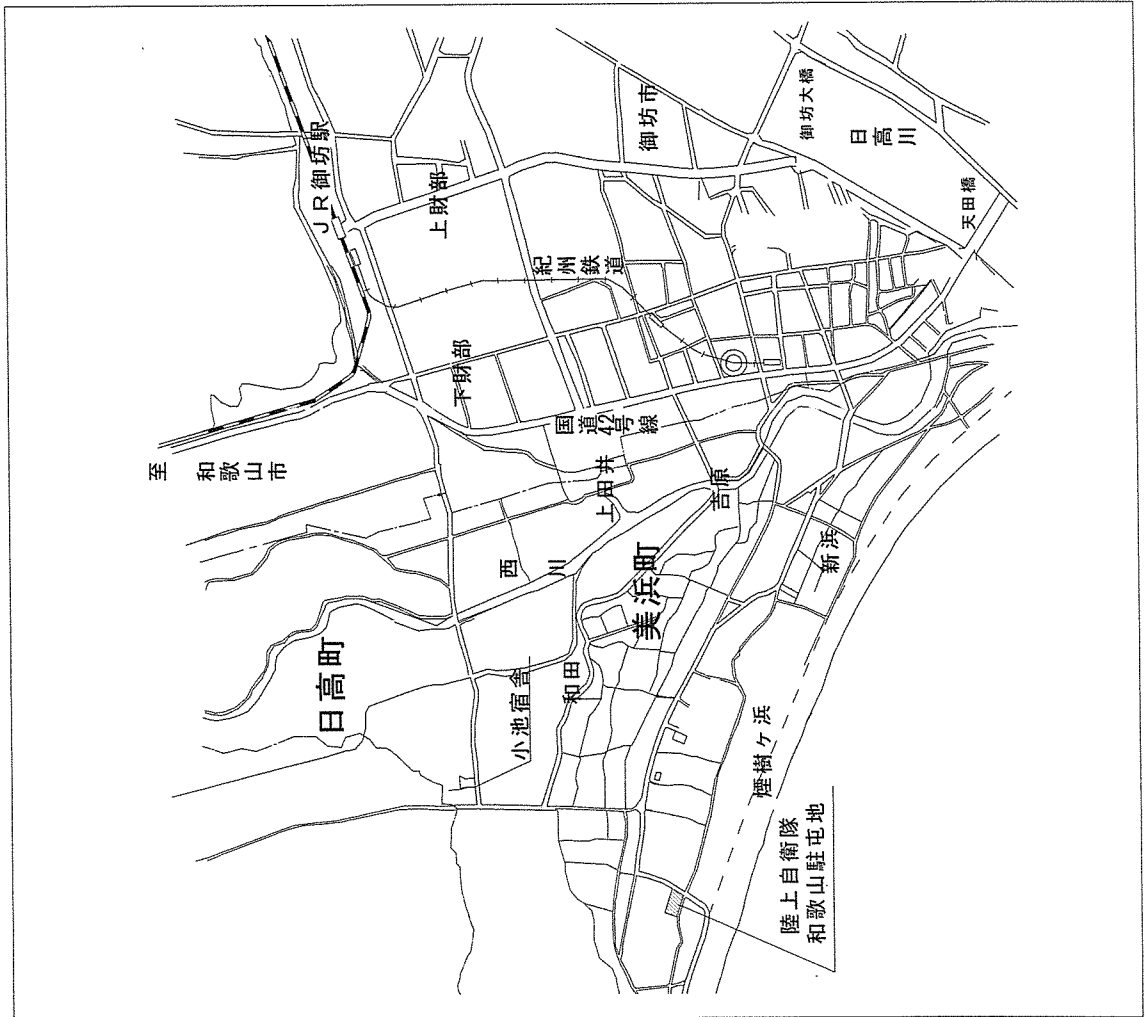 至 和歌山市
JR御坊駅
上財部
御坊市
御坊大橋
日高川
天田橋
紀州鉄道
下財部
国道42号線
上田井
吉原
西川
美浜町
日高町
小池宿舎
和田
新浜
煙樹ヶ浜
陸上自衛隊
和歌山駐屯地